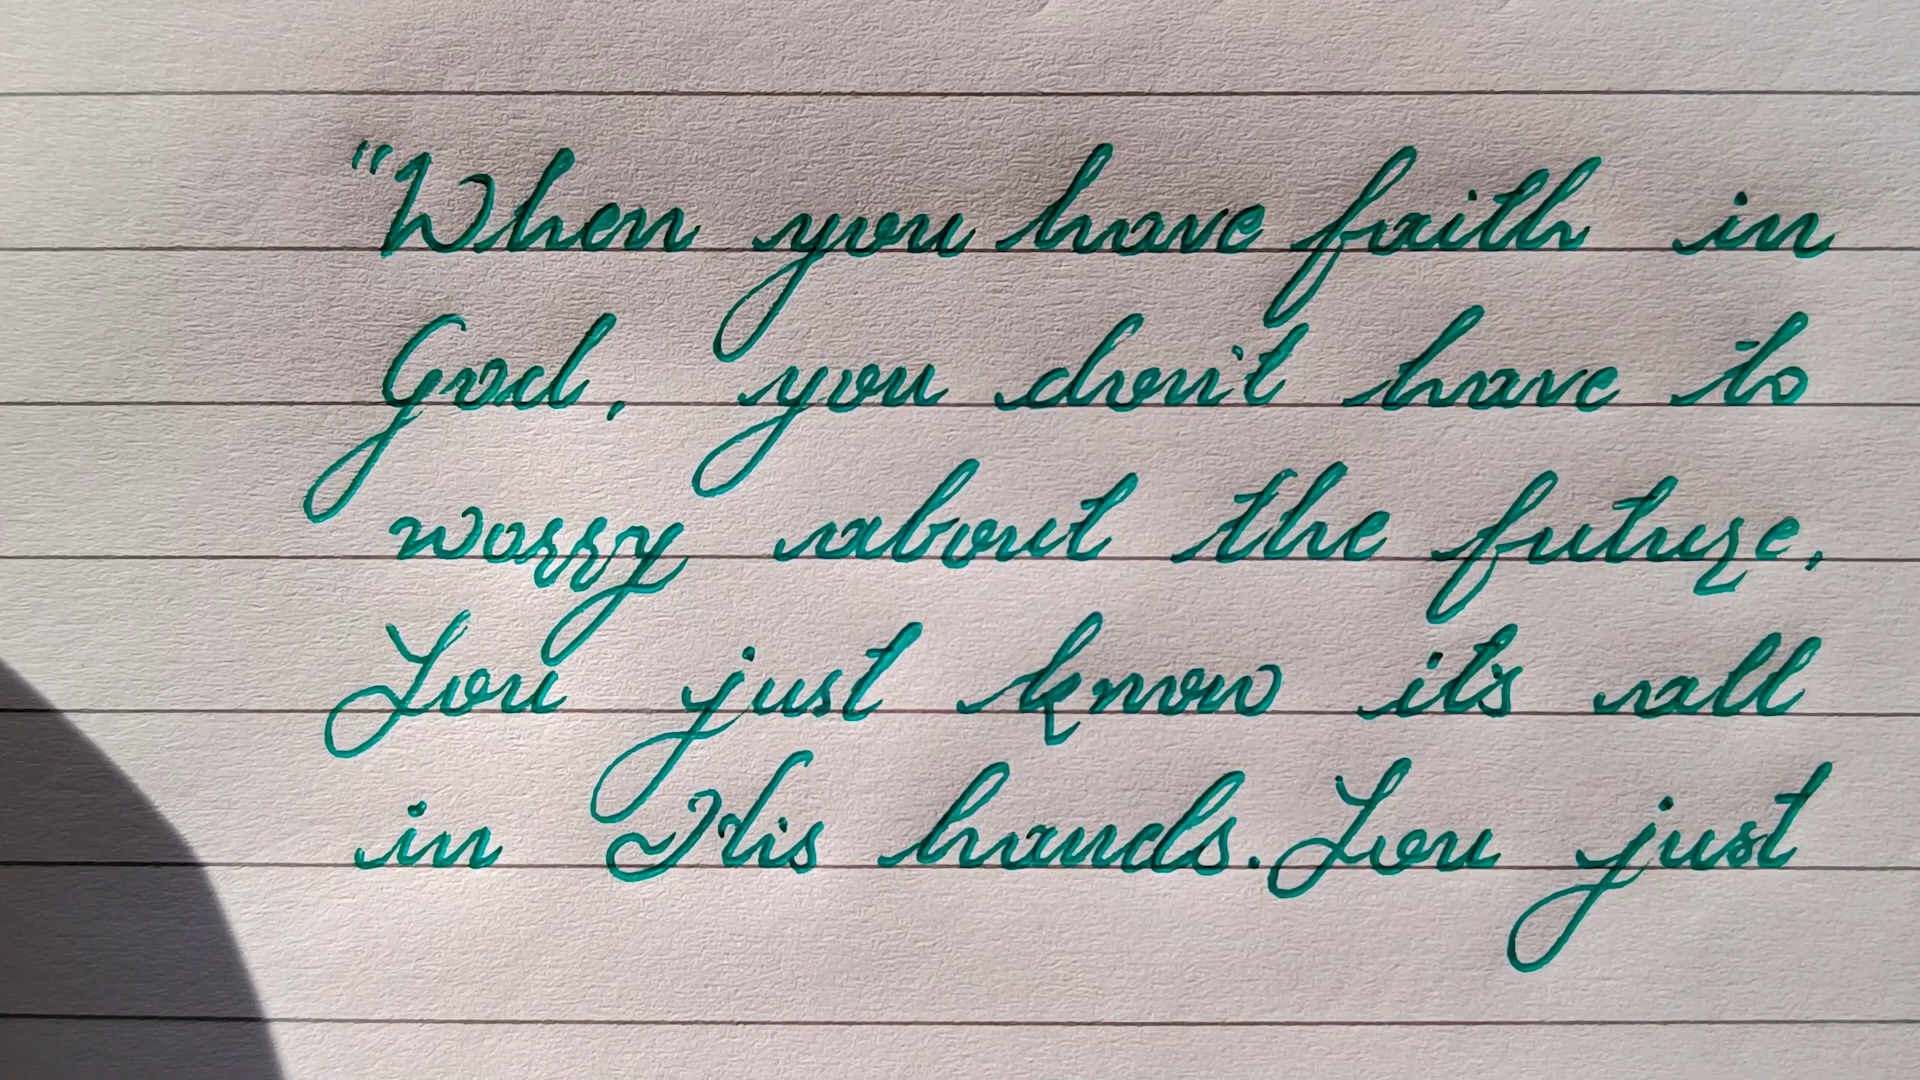 "When you have faith in
God, you don't have to
worry about the future.
You just know it's all
in His hands. You just